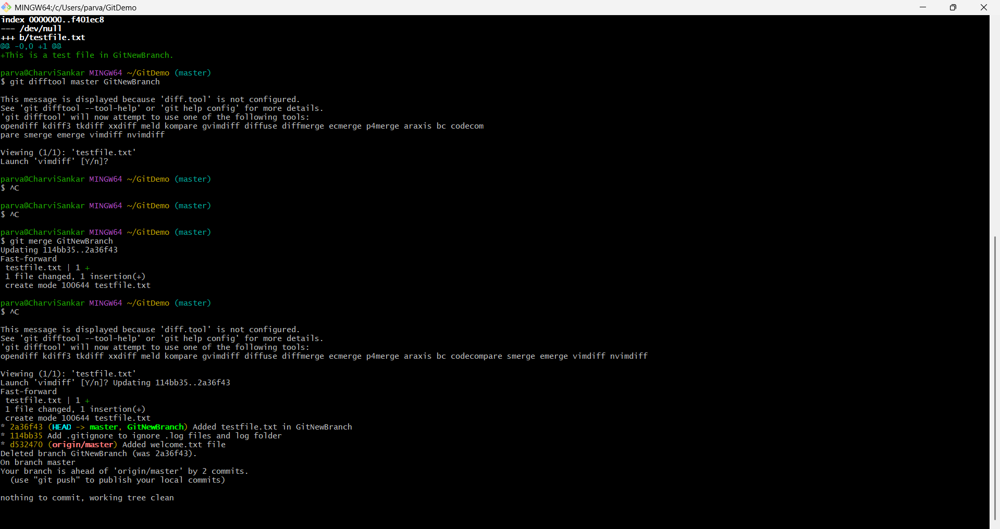 MINGW64:/c/Users/parva/GitDemo
index 0000000..f401ec8
--- /dev/null
+++ b/testfile.txt
@@ -0,0 +1 @@
+This is a test file in GitNewBranch.
parva@CharviSankar MINGW64 ~/GitDemo (master)
$ git difftool master GitNewBranch
This message is displayed because 'diff.tool' is not configured.
See 'git difftool --tool-help' or 'git help config' for more details.
'git difftool' will now attempt to use one of the following tools:
opendiff kdiff3 tkdiff xxdiff meld kompare gvimdiff diffuse diffmerge ecmerge p4merge araxis bc codecom
pare smerge emerge vimdiff nvimdiff
Viewing (1/1): 'testfile.txt'
Launch 'vimdiff' [Y/n]?
parva@CharviSankar MINGW64 ~/GitDemo (master)
$ ^C
parva@CharviSankar MINGW64 ~/GitDemo (master)
$ ^C
parva@CharviSankar MINGW64 ~/GitDemo (master)
$ git merge GitNewBranch
Updating 114bb35..2a36f43
Fast-forward
 testfile.txt | 1 +
 1 file changed, 1 insertion(+)
 create mode 100644 testfile.txt
parva@CharviSankar MINGW64 ~/GitDemo (master)
$ ^C
This message is displayed because 'diff.tool' is not configured.
See 'git difftool --tool-help' or 'git help config' for more details.
'git difftool' will now attempt to use one of the following tools:
opendiff kdiff3 tkdiff xxdiff meld kompare gvimdiff diffuse diffmerge ecmerge p4merge araxis bc codecompare smerge emerge vimdiff nvimdiff
Viewing (1/1): 'testfile.txt'
Launch 'vimdiff' [Y/n]? Updating 114bb35..2a36f43
Fast-forward
 testfile.txt | 1 +
 1 file changed, 1 insertion(+)
 create mode 100644 testfile.txt
* 2a36f43 (HEAD -> master, GitNewBranch) Added testfile.txt in GitNewBranch
* 114bb35 Add .gitignore to ignore .log files and log folder
* d532470 (origin/master) Added welcome.txt file
Deleted branch GitNewBranch (was 2a36f43).
On branch master
Your branch is ahead of 'origin/master' by 2 commits.
  (use "git push" to publish your local commits)
nothing to commit, working tree clean